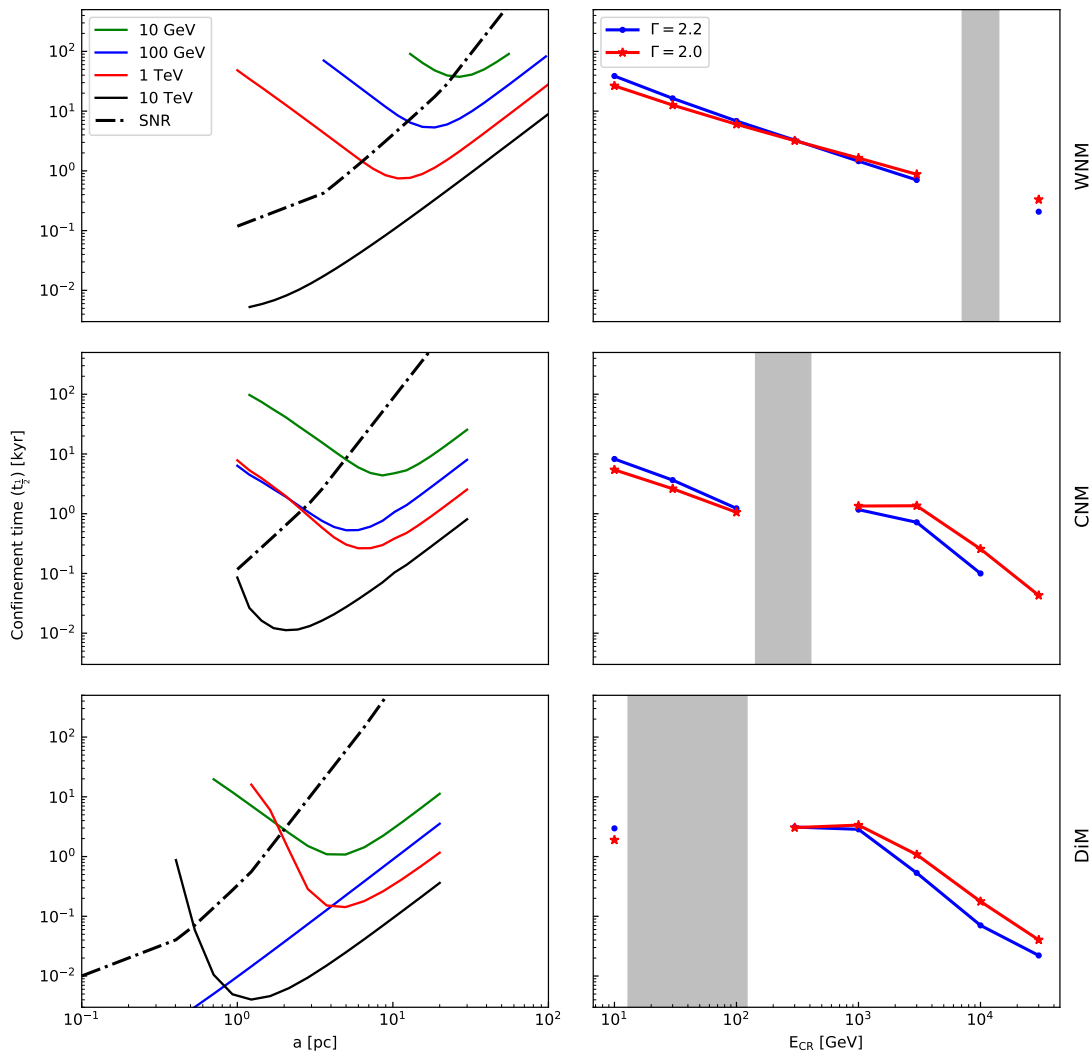 10 GeV
100 GeV
1 TeV
10 TeV
SNR
Γ = 2.2
Γ = 2.0
10²
10¹
10⁰
10⁻¹
10⁻²
WNM
10²
10¹
10⁰
10⁻¹
10⁻²
Confinement time (t½) [kyr]
CNM
10²
10¹
10⁰
10⁻¹
10⁻²
DiM
10⁻¹ 10⁰ 10¹ 10²
a [pc]
10¹ 10² 10³ 10⁴
E_CR [GeV]